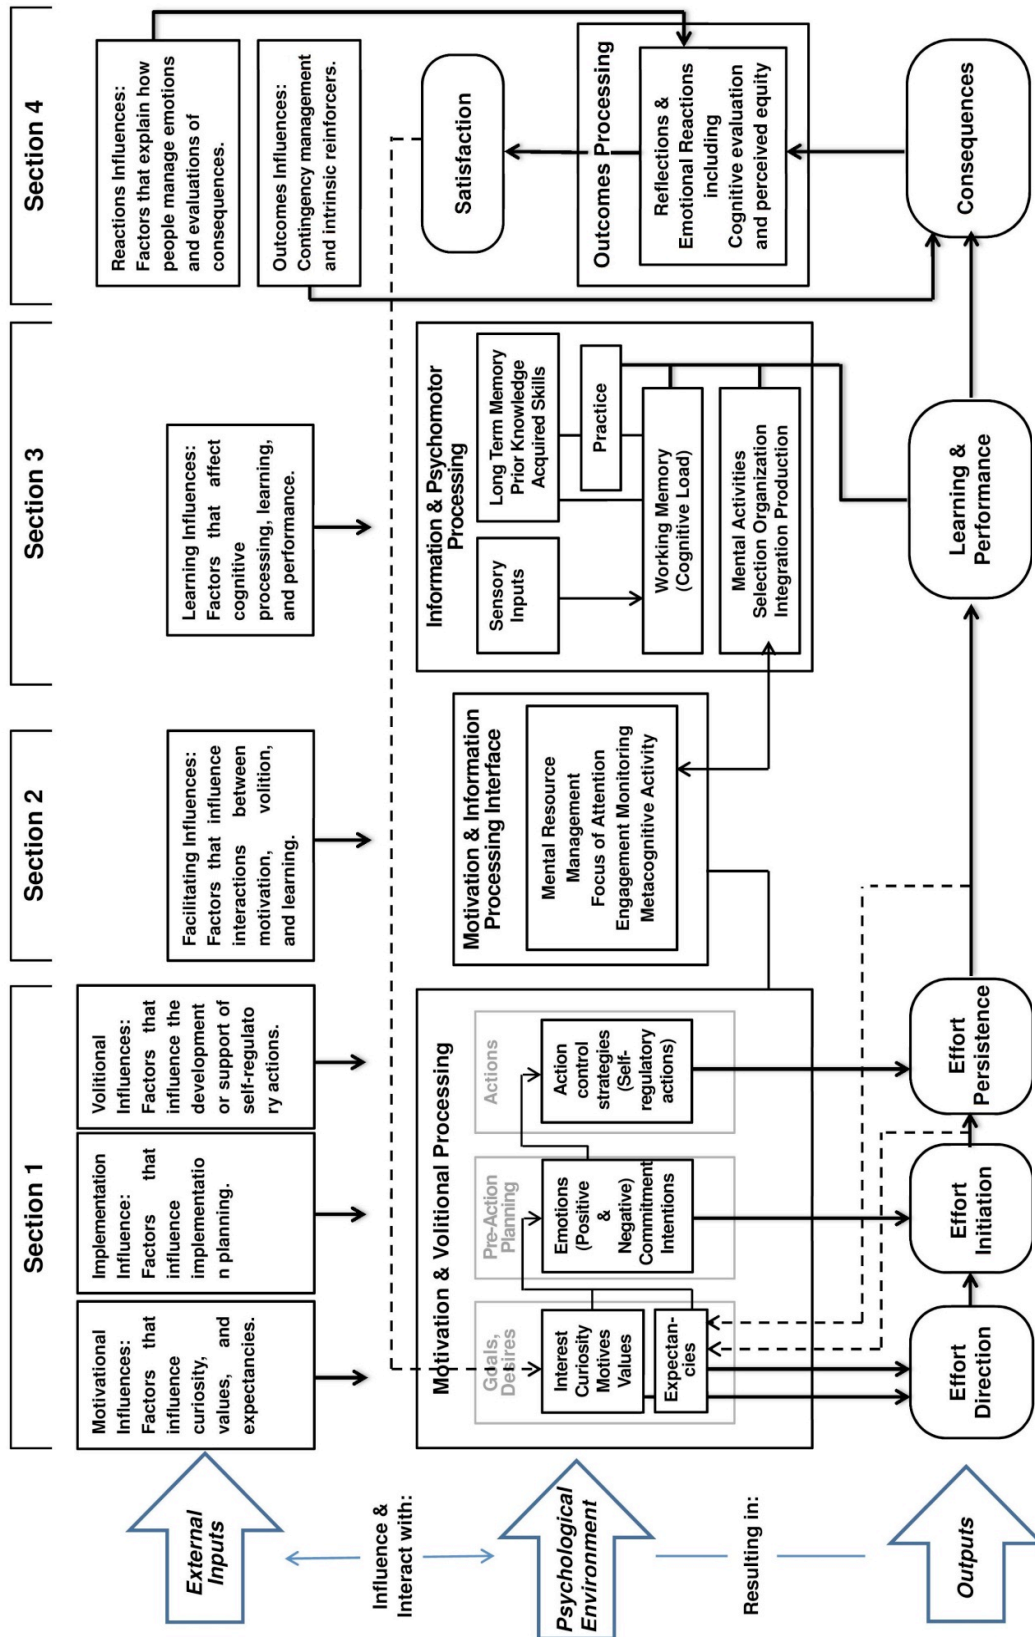 Section 1
Section 2
Section 3
Section 4
External
Inputs
Motivational
Influences:
Factors that
influence
curiosity,
values, and
expectancies.
Implementation
Influence:
Factors that
influence
implementatio
n planning.
Volitional
Influences:
Factors that
influence the
development
or support of
self-regulato
ry actions.
Facilitating Influences:
Factors that influence
interactions between
motivation, volition,
and learning.
Learning Influences:
Factors that affect
cognitive
processing, learning,
and performance.
Reactions Influences:
Factors that explain how
people manage emotions
and evaluations of
consequences.
Outcomes Influences:
Contingency management
and intrinsic reinforcers.
Influence &
Interact with:
Psychological
Environment
Motivation & Volitional Processing
Goals,
Desires
Interest
Curiosity
Motives
Values
Expectan-
cies
Pre-Action
Planning
Emotions
(Positive
&
Negative)
Commitment
Intentions
Actions
Action
control
strategies
(Self-
regulatory
actions)
Motivation & Information
Processing Interface
Mental Resource
Management
Focus of Attention
Engagement Monitoring
Metacognitive Activity
Information & Psychomotor
Processing
Sensory
Inputs
Long Term Memory
Prior Knowledge
Acquired Skills
Practice
Working Memory
(Cognitive Load)
Mental Activities
Selection Organization
Integration Production
Satisfaction
Outcomes Processing
Reflections &
Emotional Reactions
including
Cognitive evaluation
and perceived equity
Resulting in:
Outputs
Effort
Direction
Effort
Initiation
Effort
Persistence
Learning &
Performance
Consequences